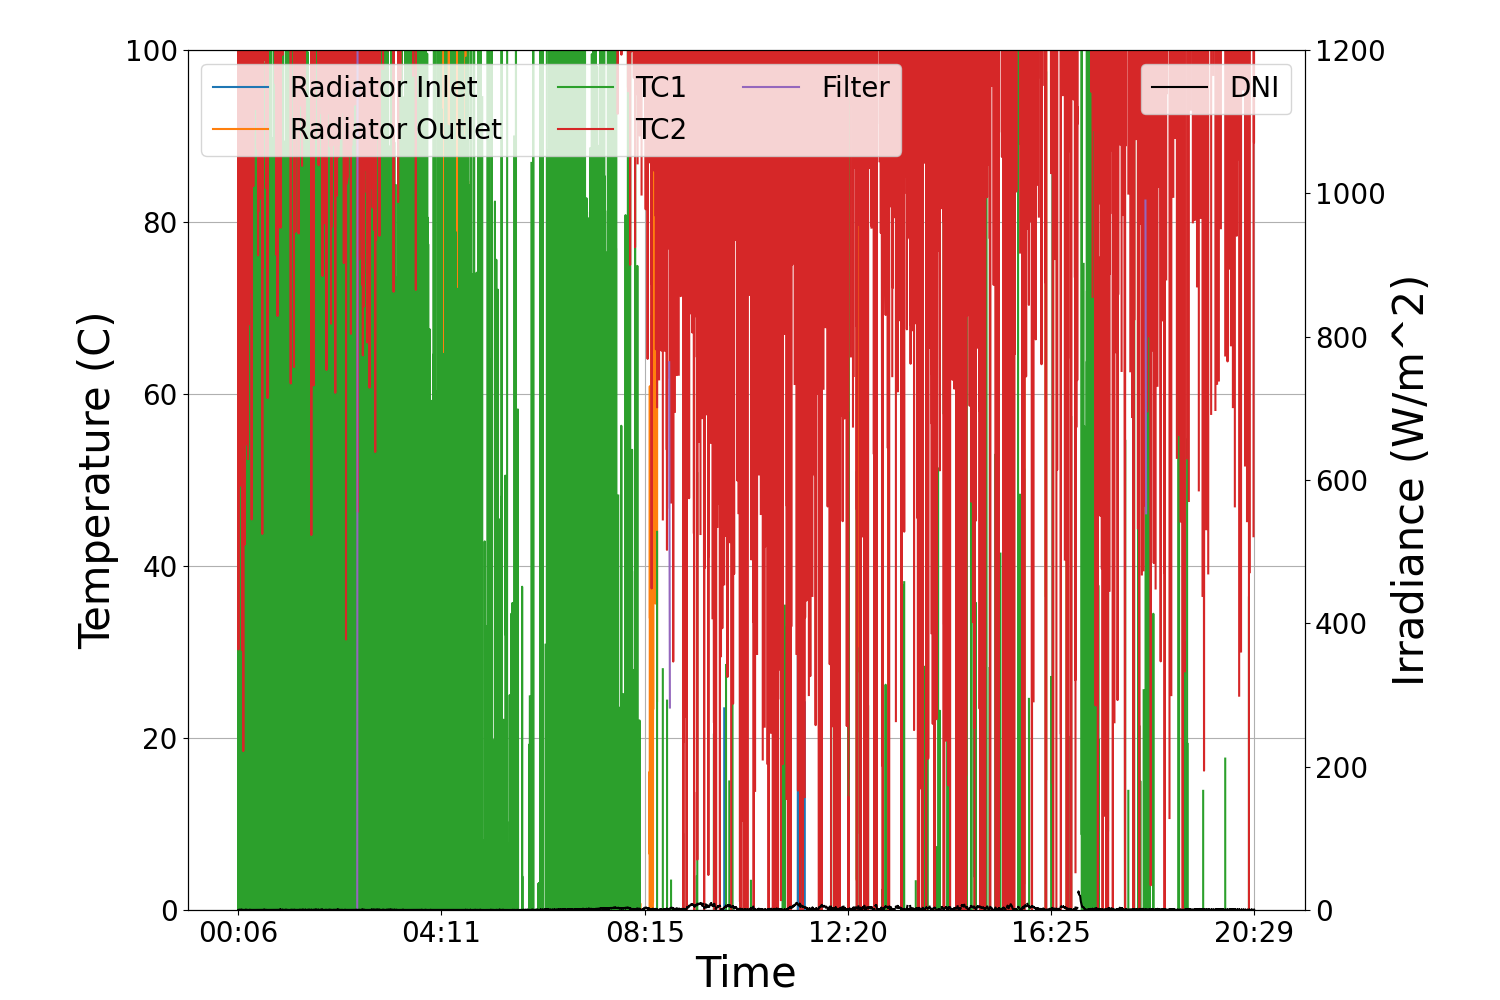 Radiator Inlet
Radiator Outlet
TC1
TC2
Filter
DNI
100
80
60
40
20
0
Temperature (C)
1200
1000
800
600
400
200
0
Irradiance (W/m^2)
00:06 04:11 08:15 12:20 16:25 20:29
Time